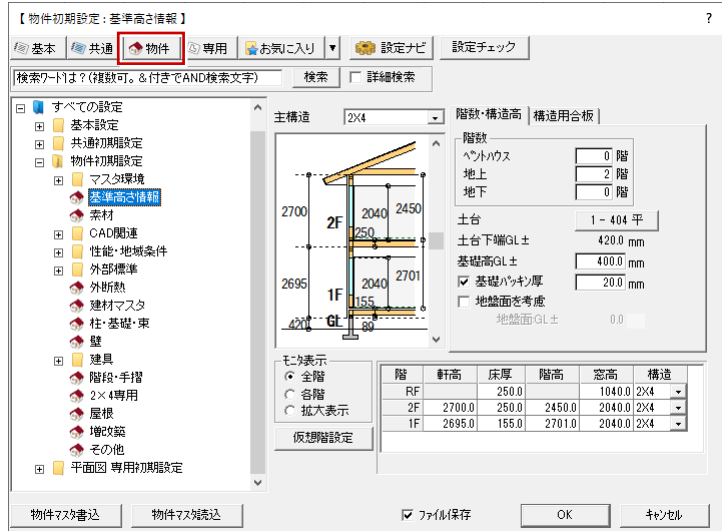 【 物件初期設定 : 基準高さ情報 】 ?
基本 共通 物件 専用 お気に入り ▼ 設定ナビ 設定チェック
検索ワードは？(複数可。＆付きでAND検索文字) 検索 詳細検索
すべての設定
基本設定
共通初期設定
物件初期設定
マスタ環境
基準高さ情報
素材
CAD関連
性能・地域条件
外部標準
外断熱
建材マスタ
柱・基礎・束
壁
建具
階段・手摺
2×4専用
屋根
増改築
その他
平面図 専用初期設定
主構造 2X4
2700 2F 2040 2450
250
2695 1F 2040 2701
155
420 GL 89
階数・構造高 構造用合板
階数
ペントハウス 0 階
地上 2 階
地下 0 階
土台 1 - 404 平
土台下端GL± 420.0 mm
基礎高GL± 400.0 mm
基礎パッキン厚 20.0 mm
地盤面を考慮
地盤面:GL± 0.0
モニタ表示
全階
各階
拡大表示
仮想階設定
階 軒高 床厚 階高 窓高 構造
RF 250.0 1040.0 2X4
2F 2700.0 250.0 2450.0 2040.0 2X4
1F 2695.0 155.0 2701.0 2040.0 2X4
物件マスタ書込 物件マスタ読込 ファイル保存 OK キャンセル